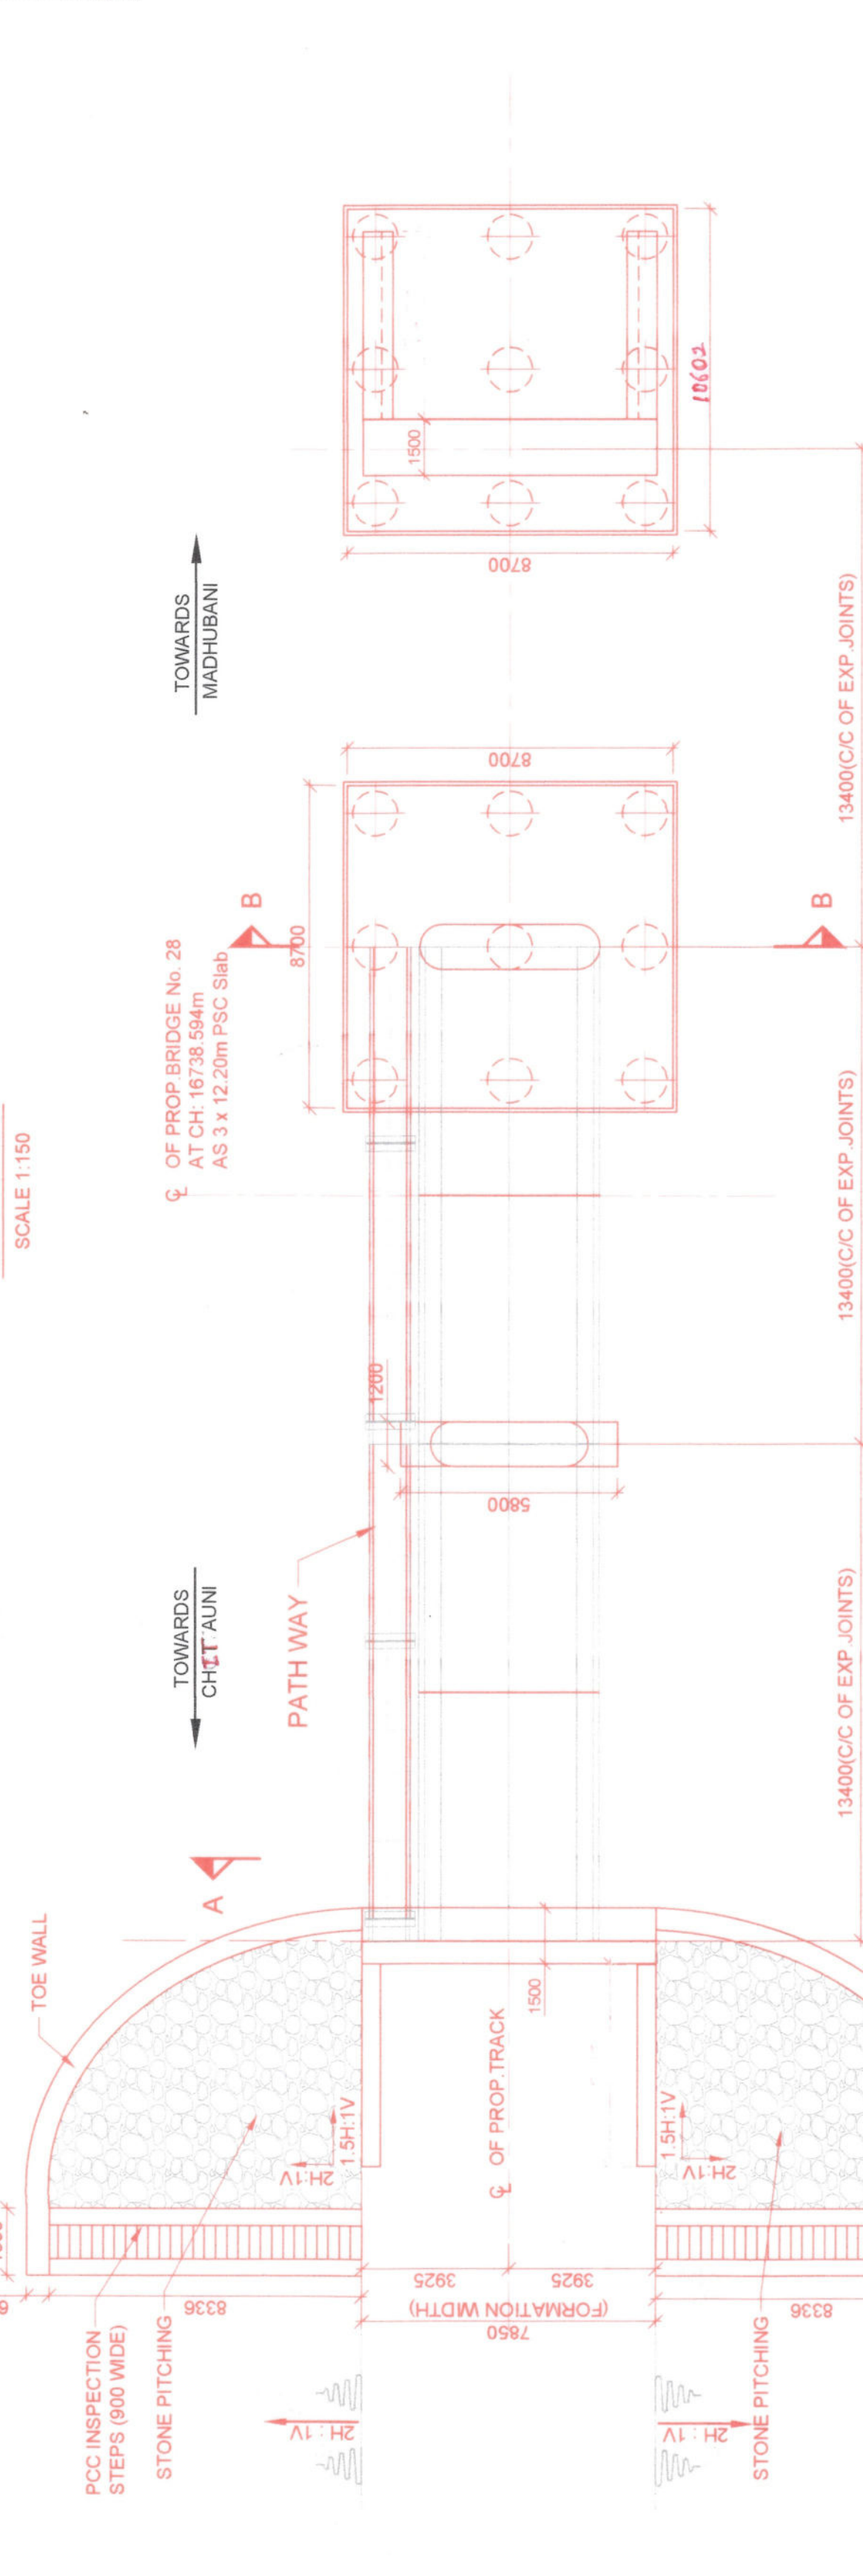 SCALE 1:150
TOWARDS
CHITAUNI
TOWARDS
MADHUBANI
℄ OF PROP.BRIDGE No. 28
AT CH: 16738.594m
AS 3 x 12.20m PSC Slab
TOE WALL
A
PATH WAY
B
B
PCC INSPECTION
STEPS (900 WIDE)
STONE PITCHING
STONE PITCHING
8336
8336
3925
3925
(FORMATION WIDTH)
7850
2H : 1V
2H : 1V
2H:1V
1.5H:1V
2H:1V
1.5H:1V
℄ OF PROP.TRACK
1500
1200
5800
8700
8700
1500
8700
10602
13400(C/C OF EXP.JOINTS)
13400(C/C OF EXP.JOINTS)
13400(C/C OF EXP.JOINTS)